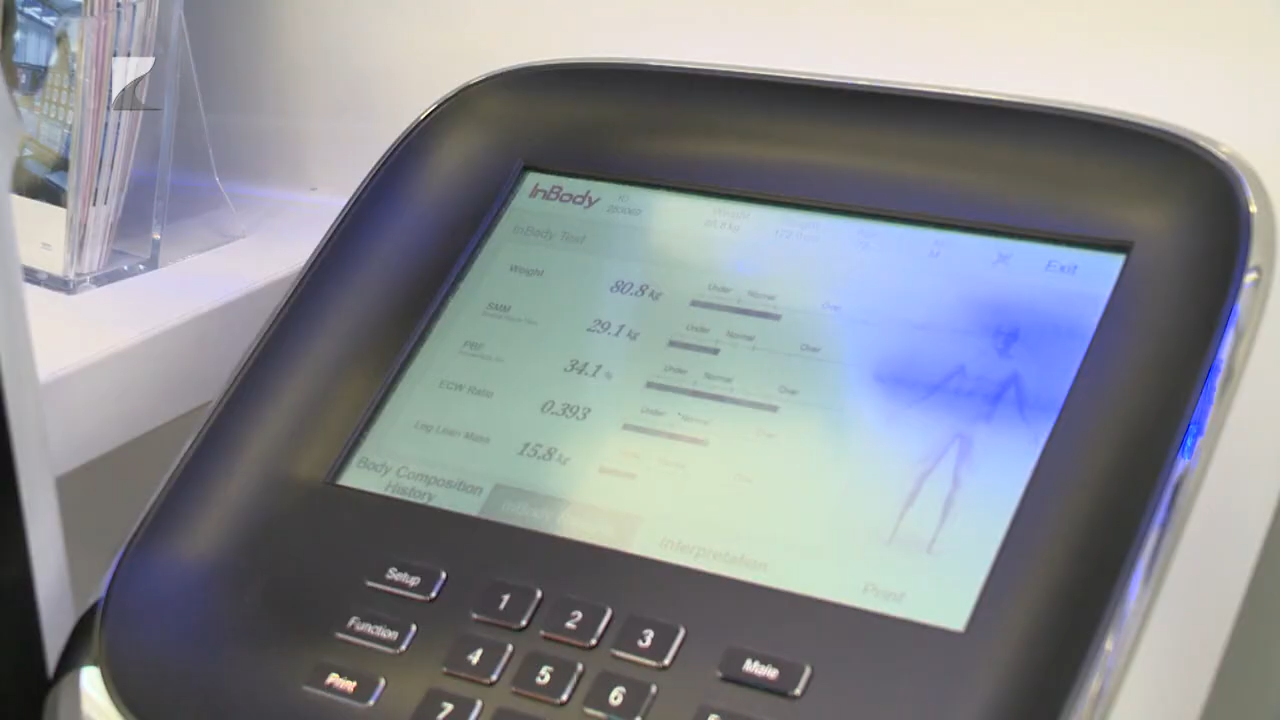 InBody ID Weight Exit
InBody Test
Weight 80.8 kg Under Normal Over
SMM 29.1 kg Under Normal Over
PBF 34.1 % Under Normal Over
ECW Ratio 0.393 Under Normal Over
Leg Lean Mass 15.8 kg
Body Composition
History
Interpretation
Print
Setup 1 2 3
Function 4 5 6 Male
Print 7